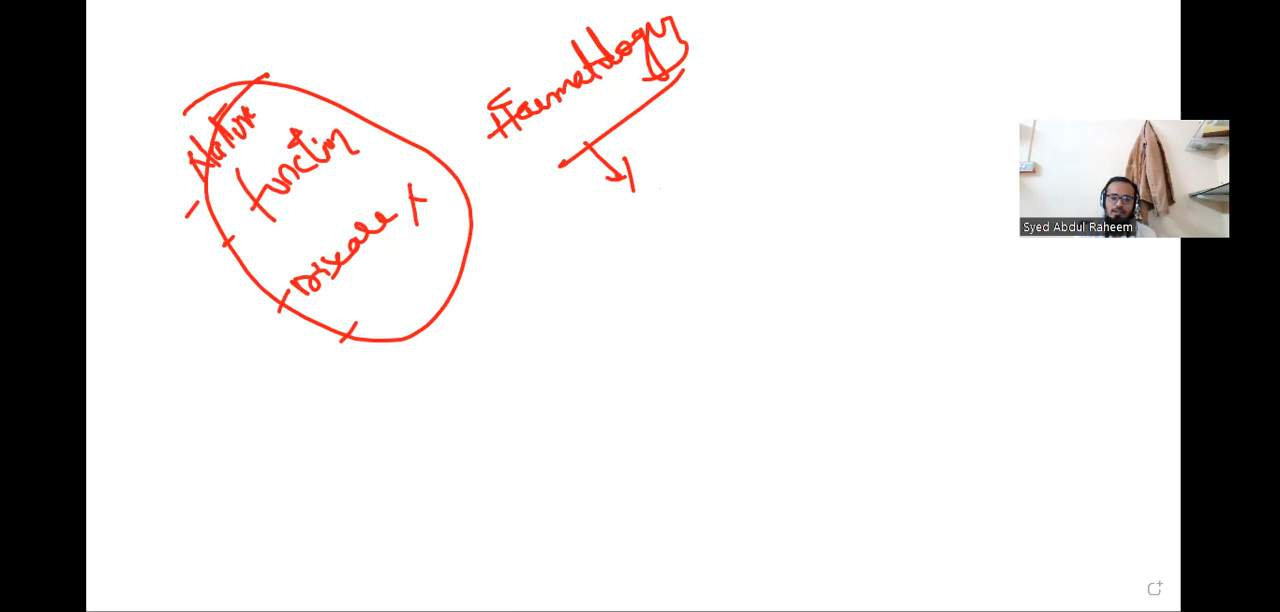 Haematology
Nature
function
Disease
Syed Abdul Raheem